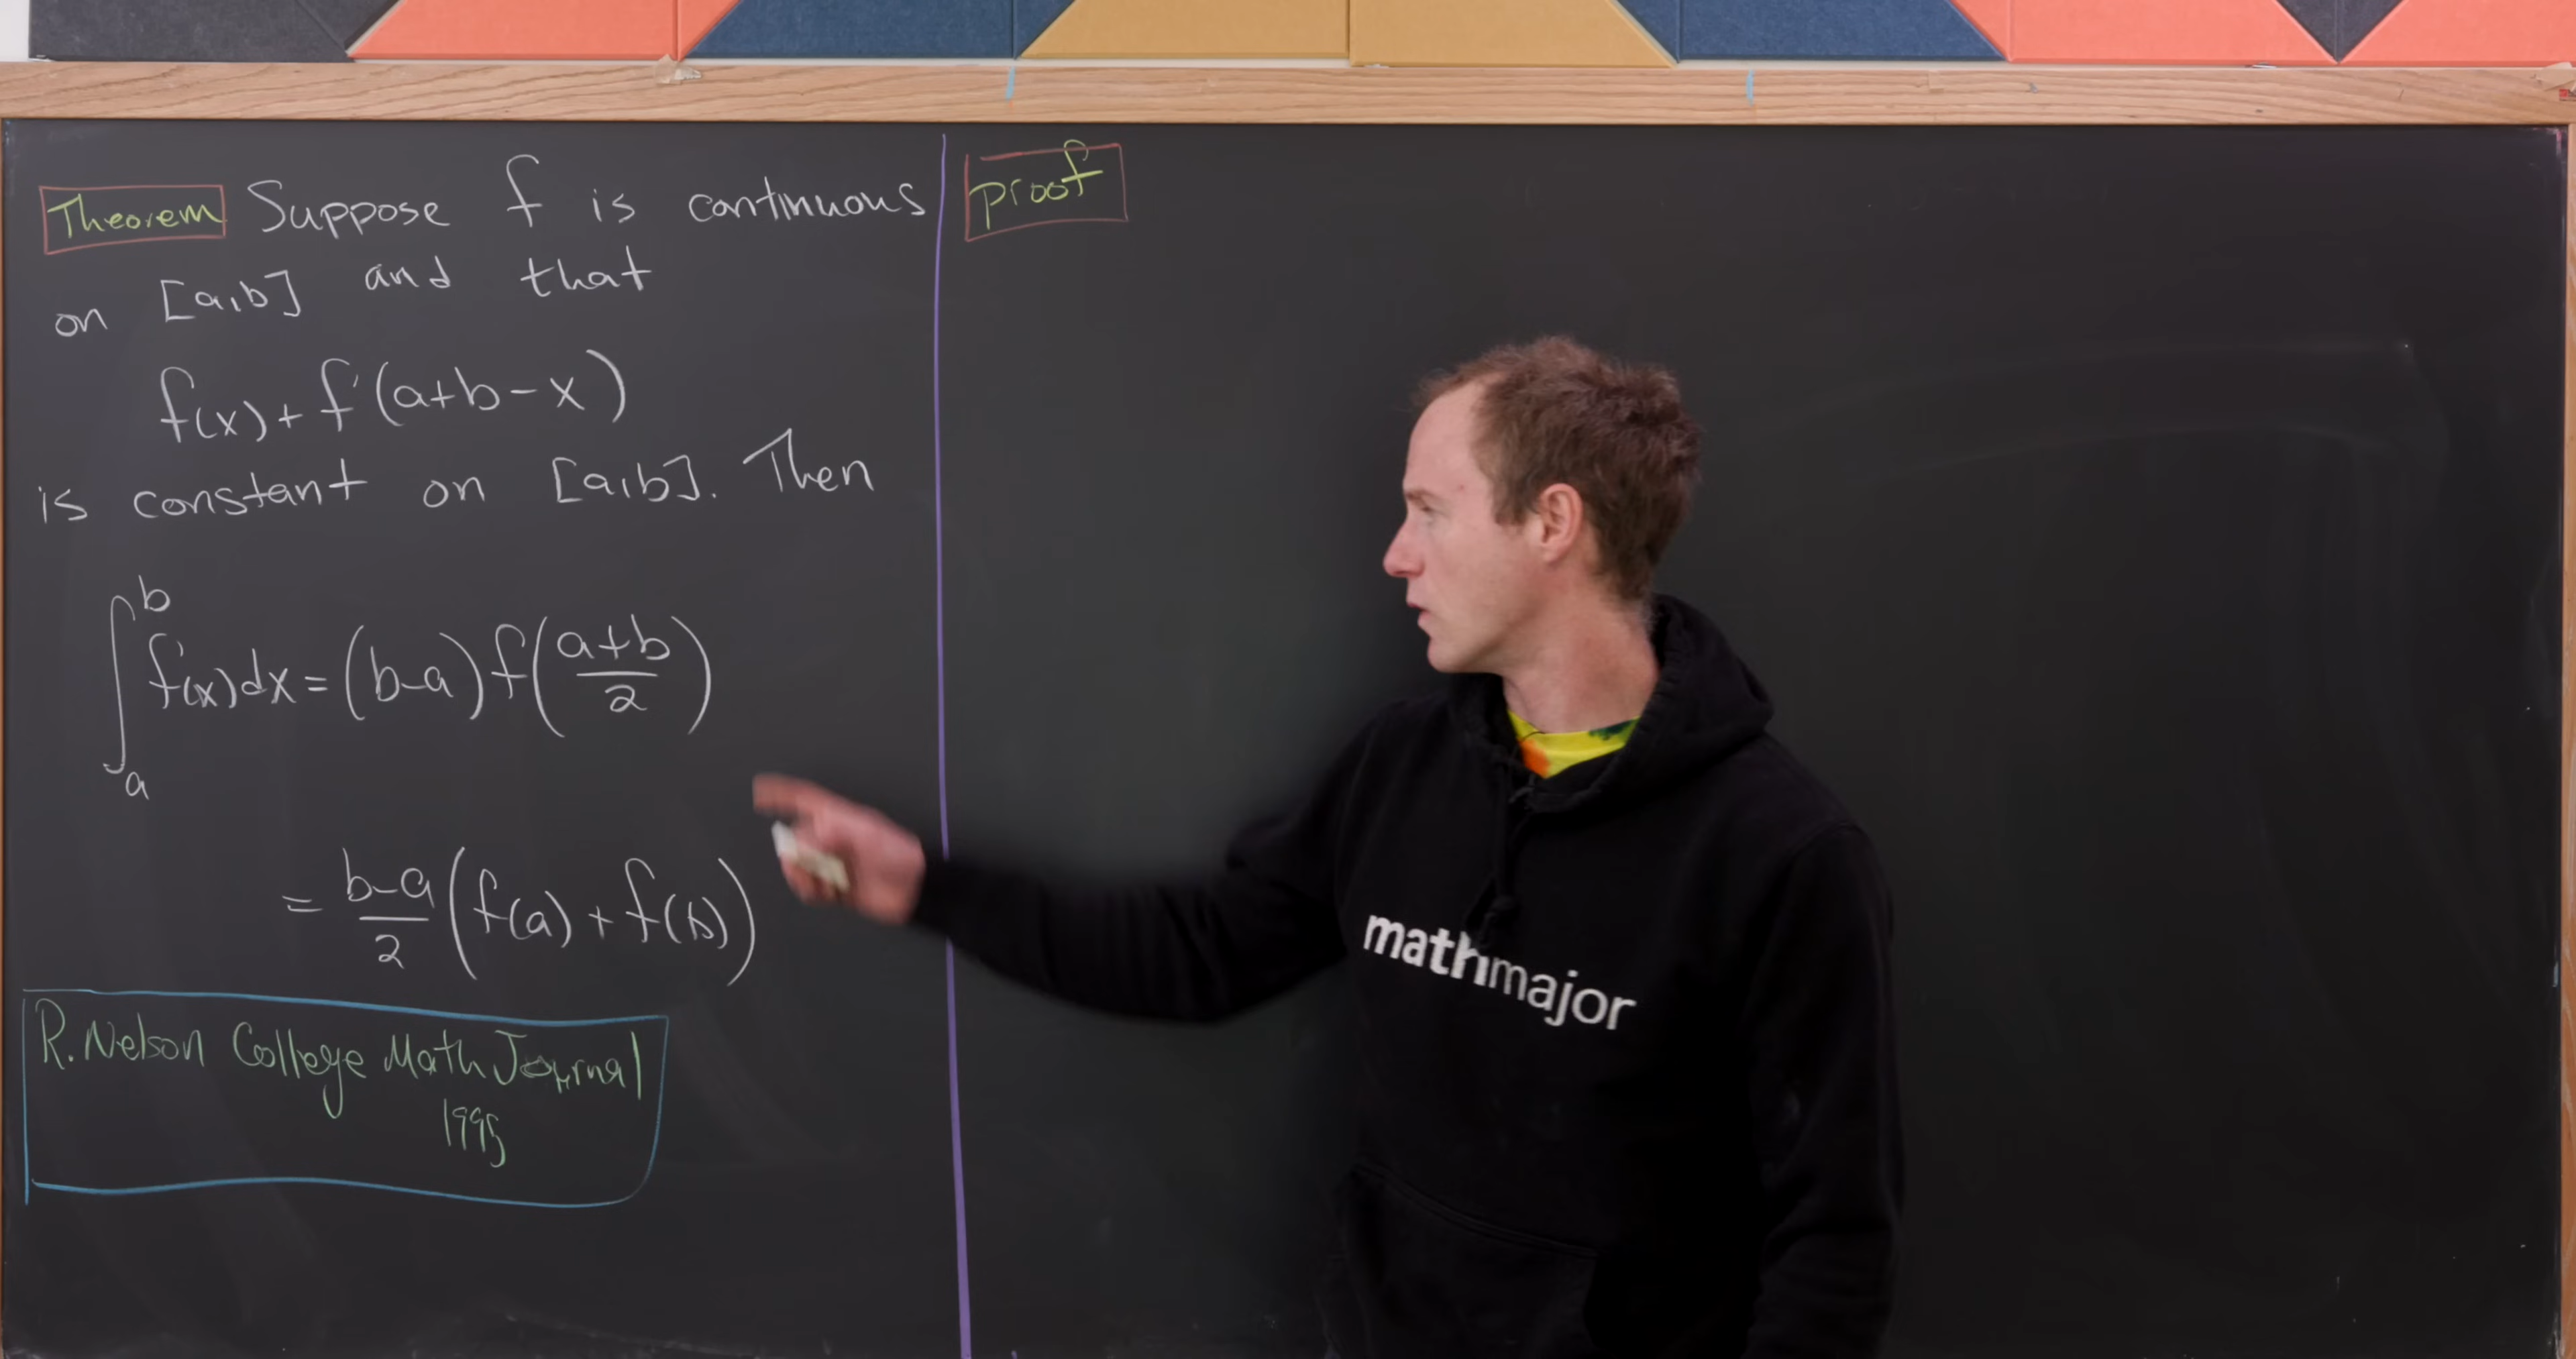 Theorem Suppose f is continuous
on [a,b] and that
f(x) + f(a+b-x)
is constant on [a,b]. Then
∫_a^b f(x)dx = (b-a) f((a+b)/2)
= (b-a)/2 (f(a) + f(b))
R. Nelson College Math Journal
1995
proof
mathmajor